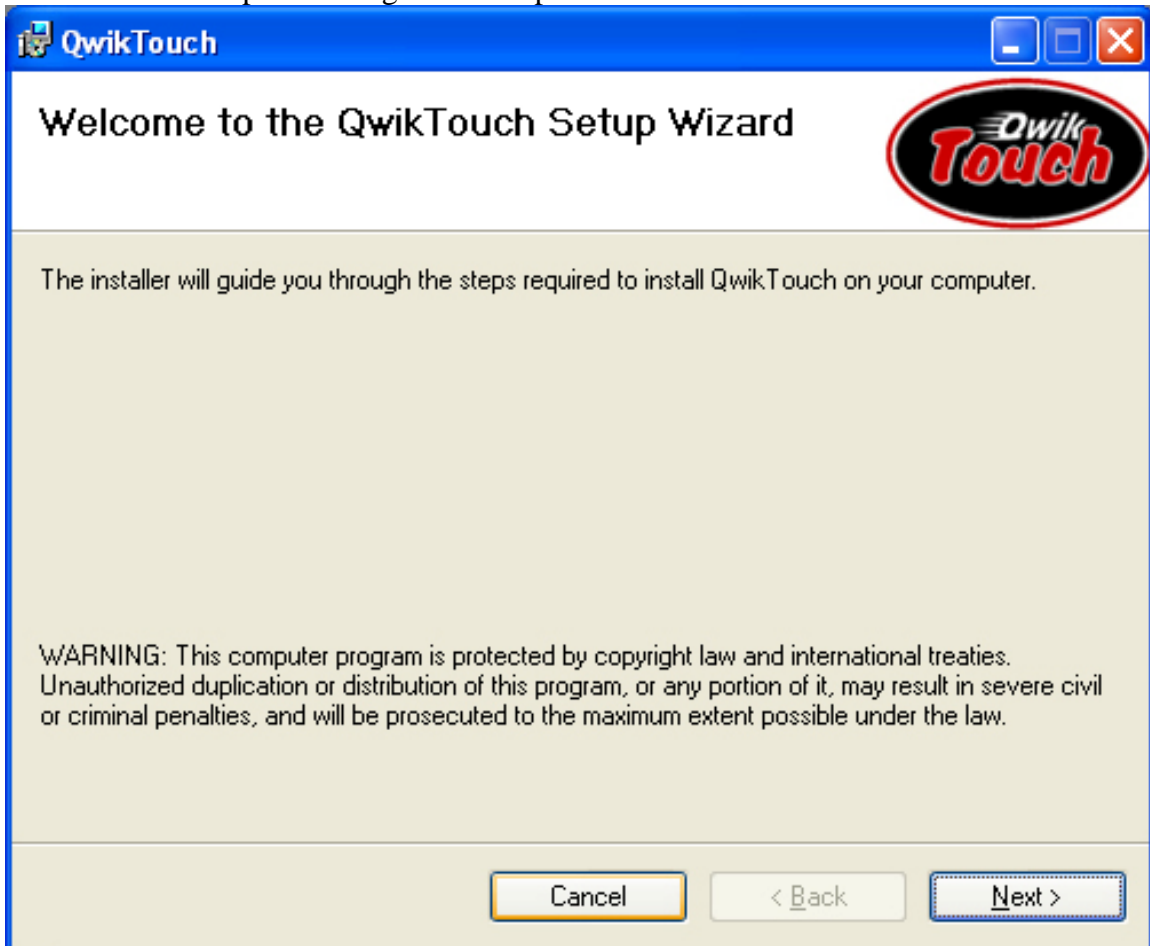 QwikTouch
Welcome to the QwikTouch Setup Wizard
Qwik
Touch
The installer will guide you through the steps required to install QwikTouch on your computer.
WARNING: This computer program is protected by copyright law and international treaties.
Unauthorized duplication or distribution of this program, or any portion of it, may result in severe civil
or criminal penalties, and will be prosecuted to the maximum extent possible under the law.
Cancel
< Back
Next >